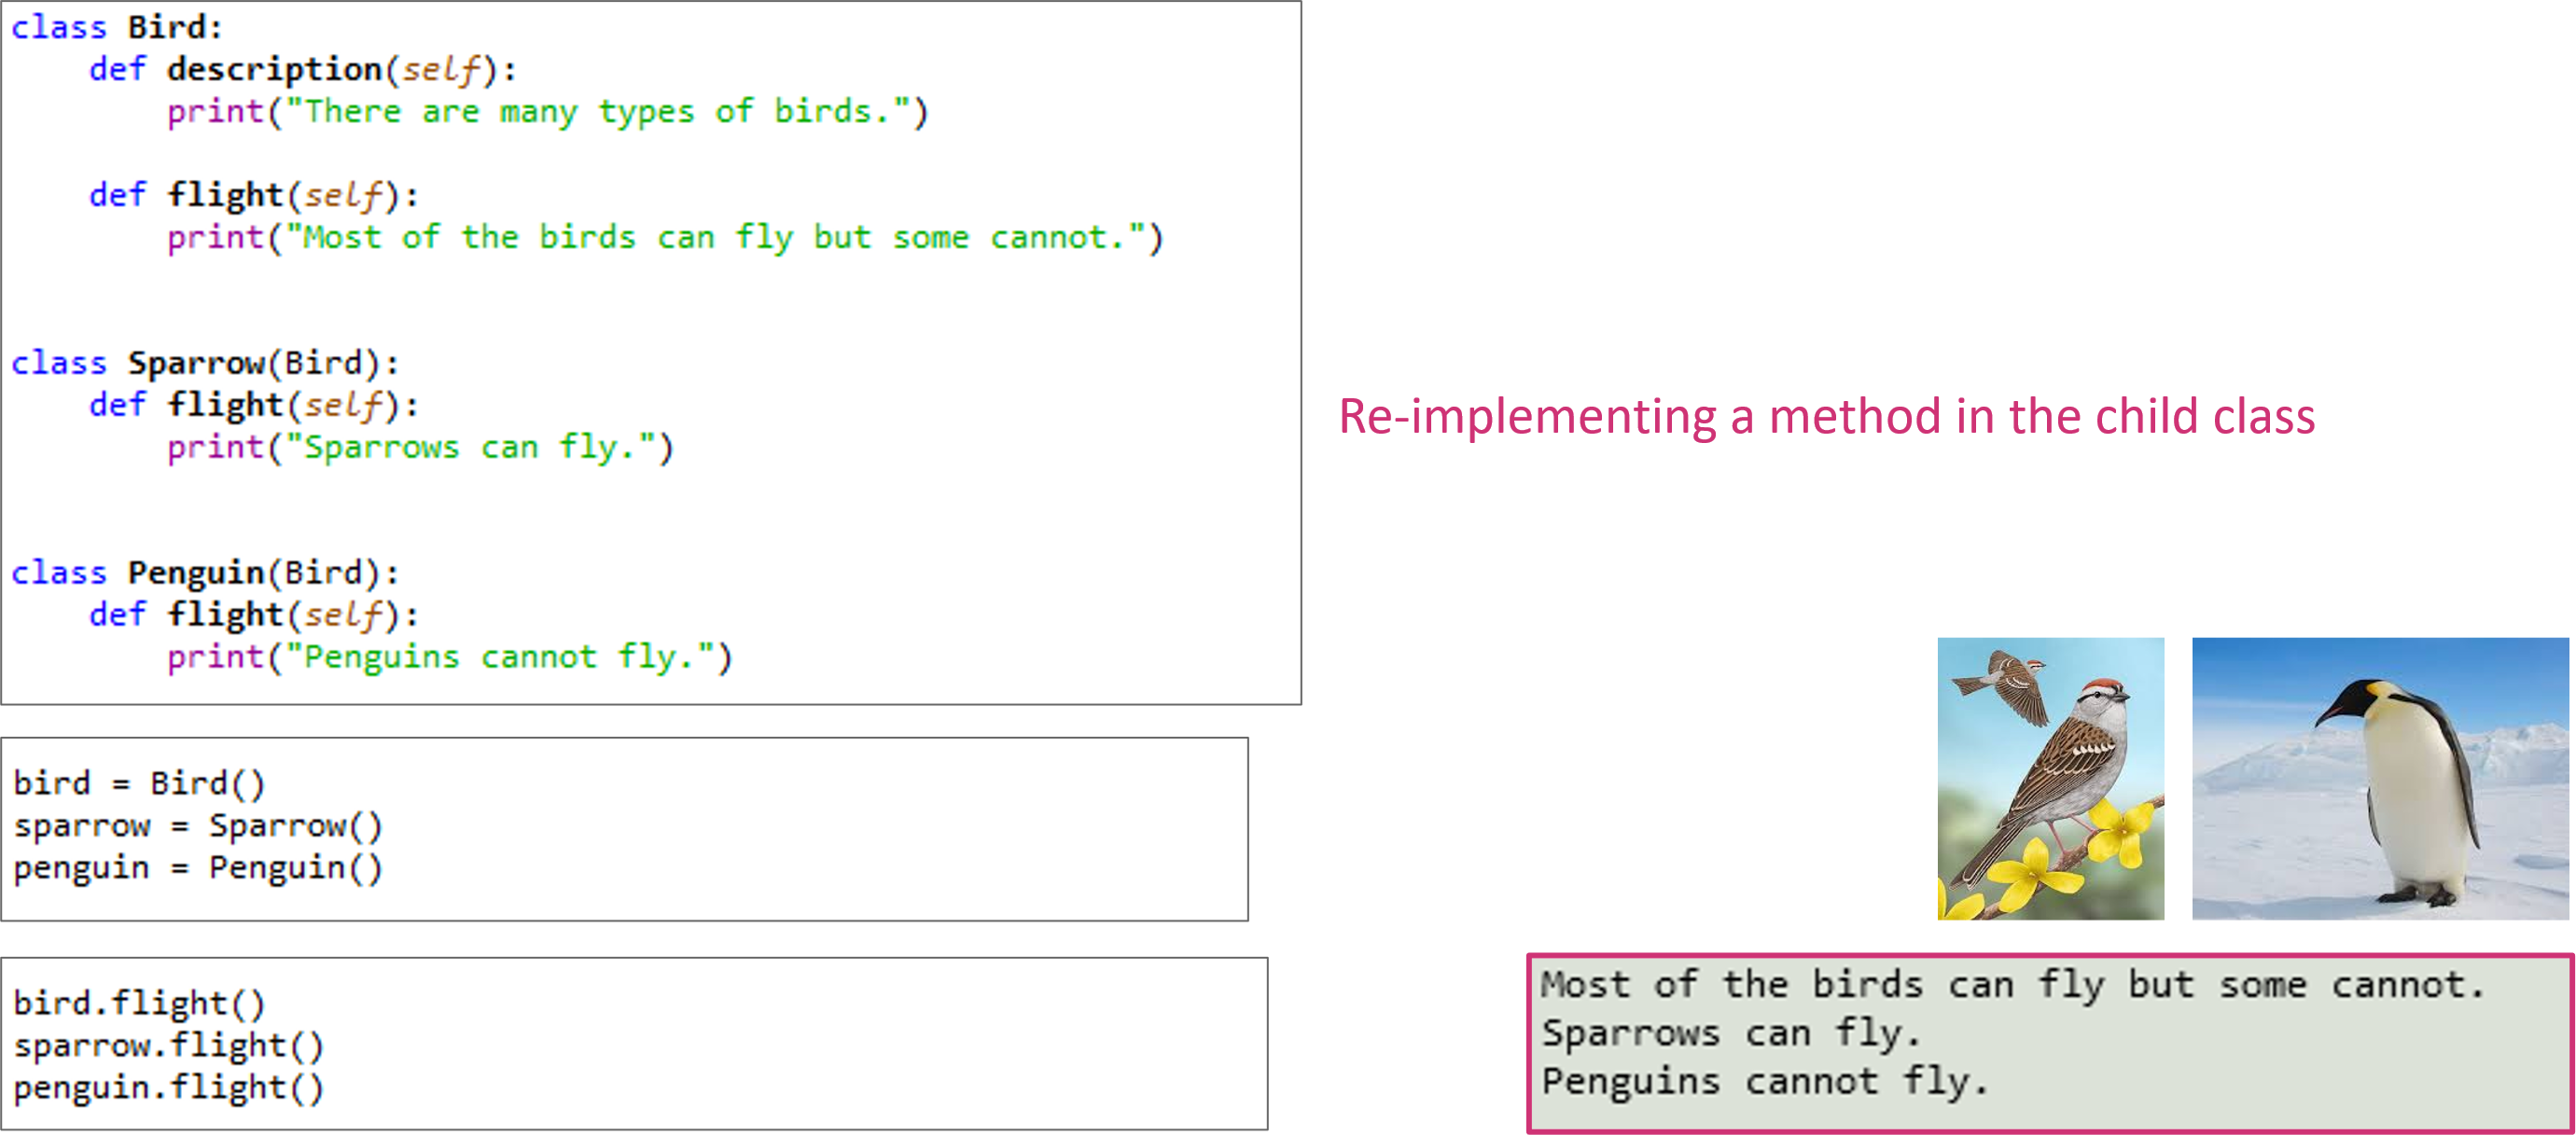 class Bird:
    def description(self):
        print("There are many types of birds.")
    def flight(self):
        print("Most of the birds can fly but some cannot.")
class Sparrow(Bird):
    def flight(self):
        print("Sparrows can fly.")
class Penguin(Bird):
    def flight(self):
        print("Penguins cannot fly.")
Re-implementing a method in the child class
bird = Bird()
sparrow = Sparrow()
penguin = Penguin()
bird.flight()
sparrow.flight()
penguin.flight()
Most of the birds can fly but some cannot.
Sparrows can fly.
Penguins cannot fly.